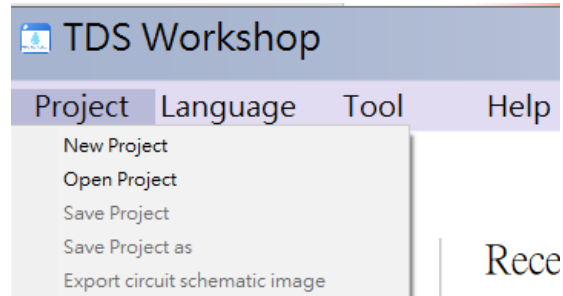 TDS Workshop
Project Language Tool Help
New Project
Open Project
Save Project
Save Project as
Export circuit schematic image